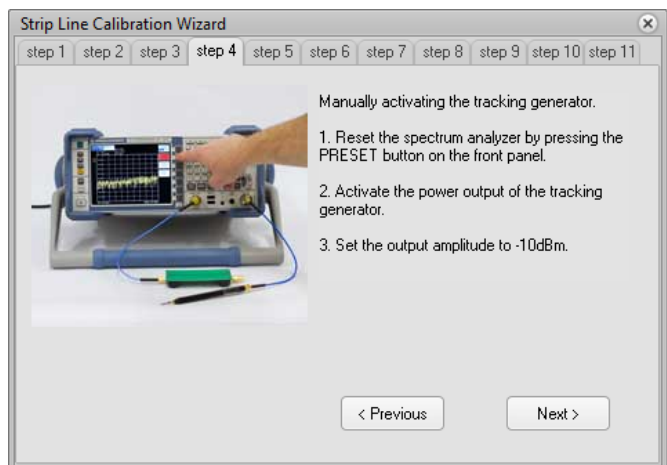 Strip Line Calibration Wizard
step 1 step 2 step 3 step 4 step 5 step 6 step 7 step 8 step 9 step 10 step 11
Manually activating the tracking generator.
1. Reset the spectrum analyzer by pressing the
PRESET button on the front panel.
2. Activate the power output of the tracking
generator.
3. Set the output amplitude to -10dBm.
< Previous
Next >